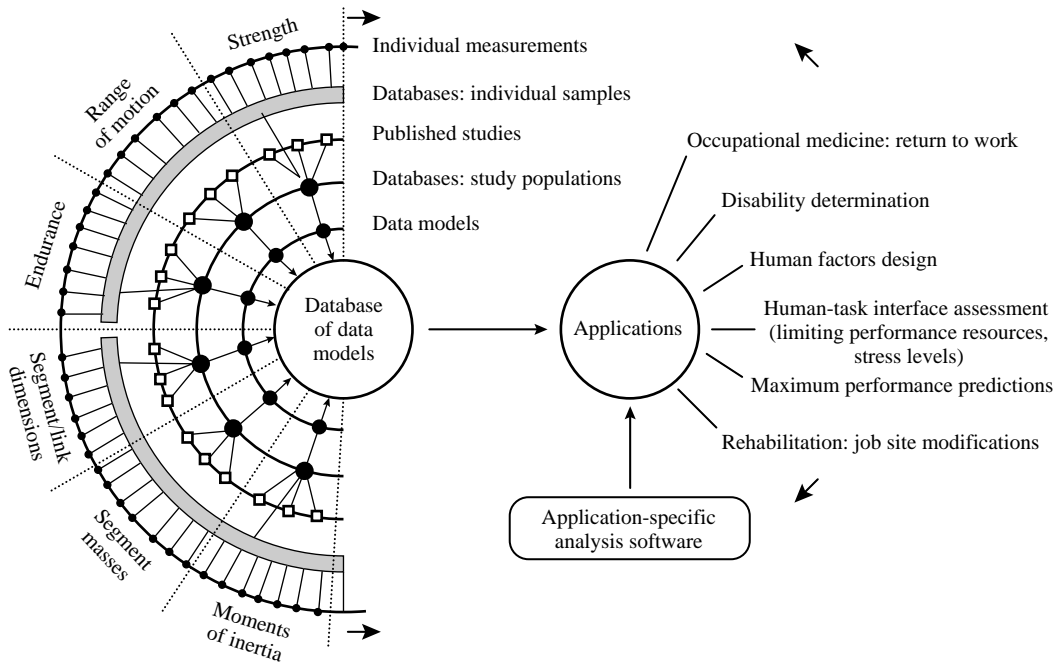 Strength
Range
of motion
Endurance
Segment/link
dimensions
Segment
masses
Moments
of inertia
Individual measurements
Databases: individual samples
Published studies
Databases: study populations
Data models
Database
of data
models
Applications
Occupational medicine: return to work
Disability determination
Human factors design
Human-task interface assessment
(limiting performance resources,
stress levels)
Maximum performance predictions
Rehabilitation: job site modifications
Application-specific
analysis software